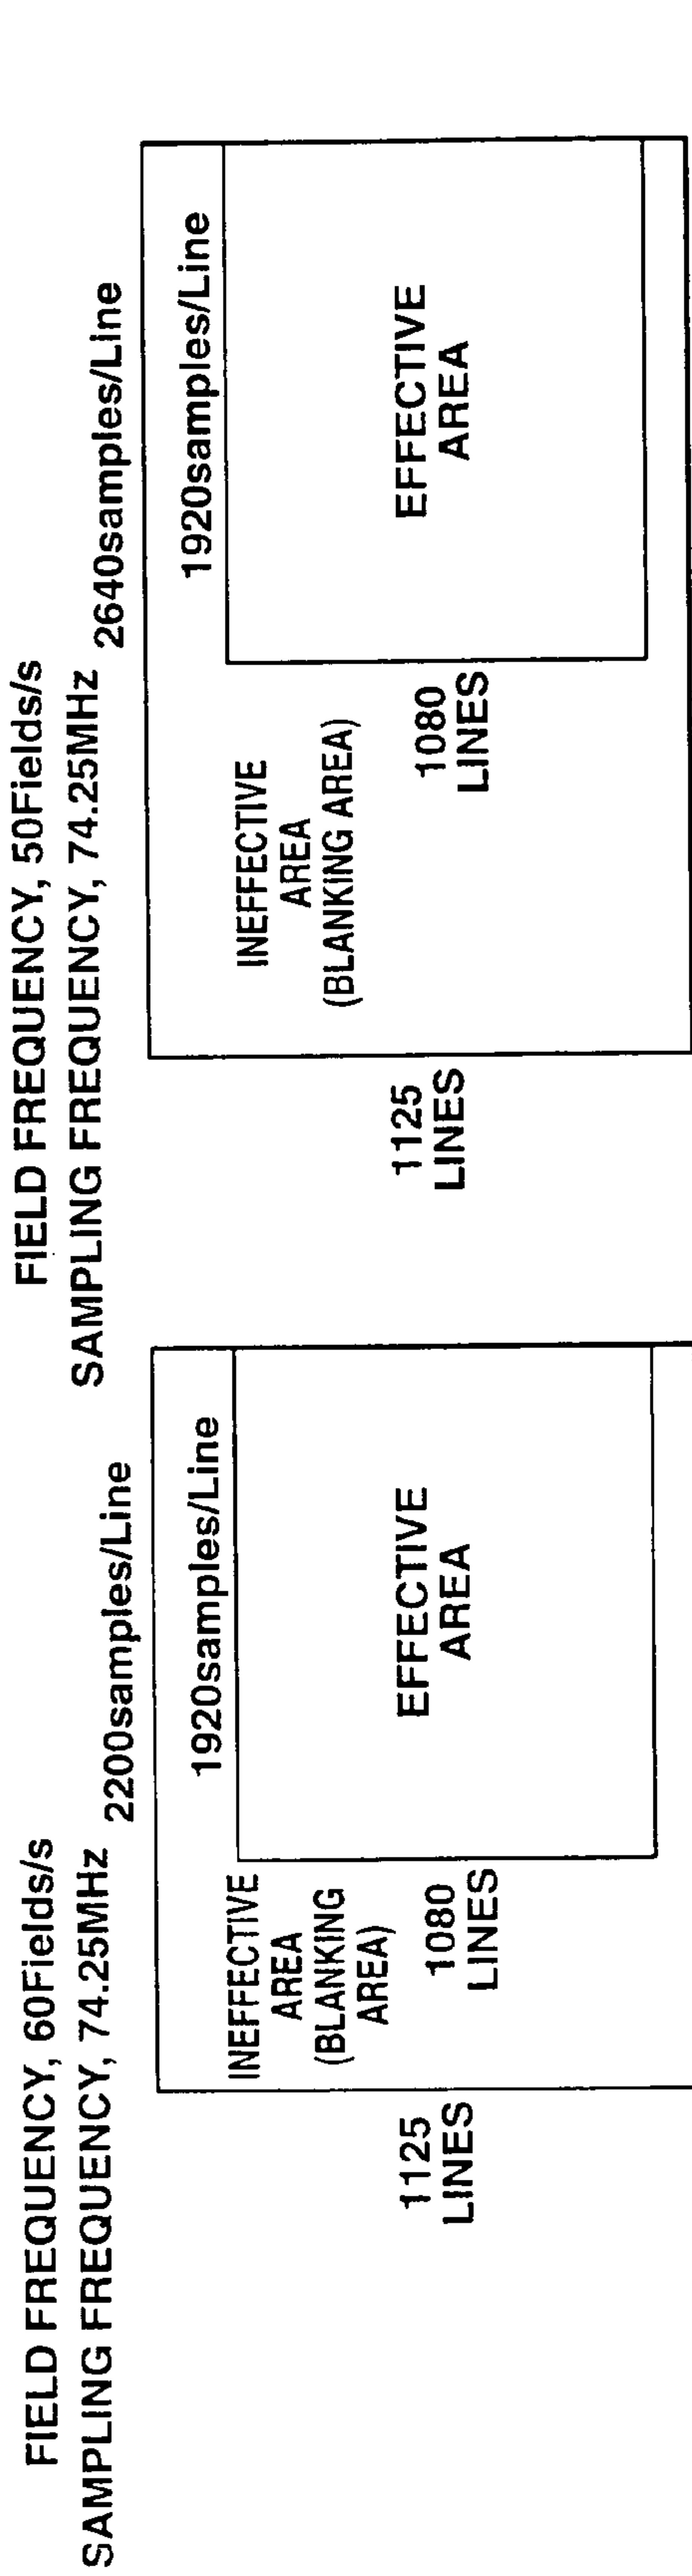 FIELD FREQUENCY, 60Fields/s
SAMPLING FREQUENCY, 74.25MHz
2200samples/Line
1920samples/Line
INEFFECTIVE
AREA
(BLANKING
AREA)
1080
LINES
EFFECTIVE
AREA
1125
LINES
FIELD FREQUENCY, 50Fields/s
SAMPLING FREQUENCY, 74.25MHz
2640samples/Line
1920samples/Line
INEFFECTIVE
AREA
(BLANKING AREA)
1080
LINES
EFFECTIVE
AREA
1125
LINES